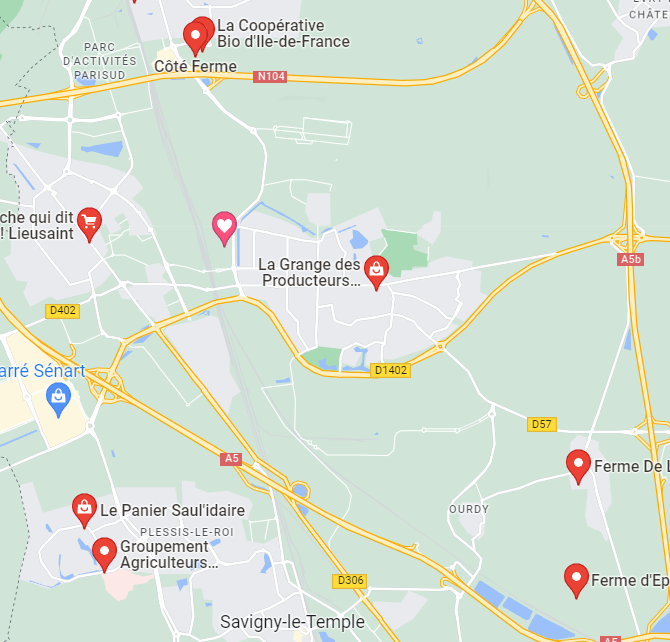 La Coopérative
Bio d'Ile-de-France
PARC
D'ACTIVITÉS
PARISUD
Côté Ferme
N104
CHÂTE
che qui dit
! Lieusaint
La Grange des
Producteurs...
A5b
D402
arré Sénart
D1402
D57
A5
Ferme De L
Le Panier Saul'idaire
OURDY
PLESSIS-LE-ROI
Groupement
Agriculteurs...
D306
Ferme d'Ep
Savigny-le-Temple
A5